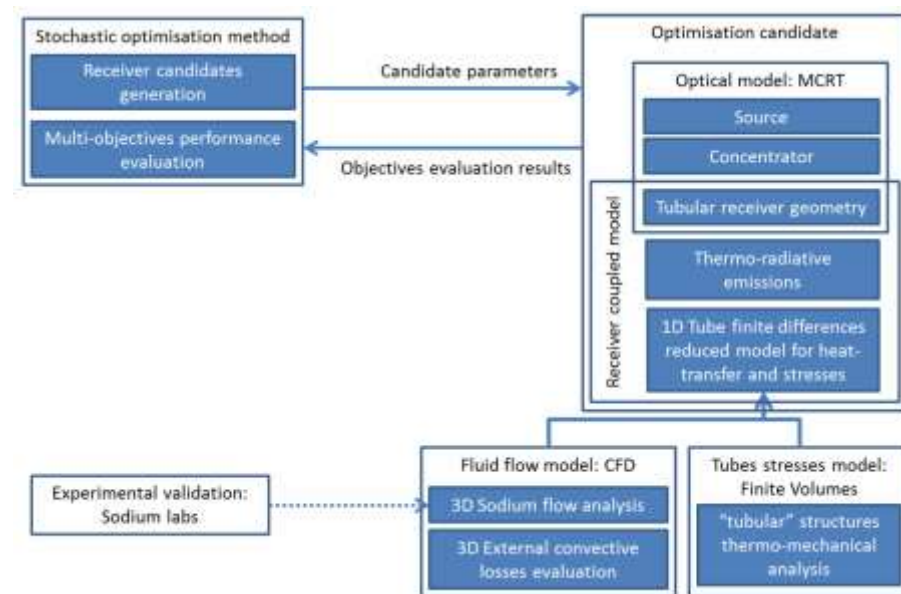 Stochastic optimisation method
Receiver candidates
generation
Multi-objectives performance
evaluation
Candidate parameters
Objectives evaluation results
Optimisation candidate
Optical model: MCRT
Source
Concentrator
Tubular receiver geometry
Receiver coupled model
Thermo-radiative
emissions
1D Tube finite differences
reduced model for heat-
transfer and stresses
Experimental validation:
Sodium labs
Fluid flow model: CFD
3D Sodium flow analysis
3D External convective
losses evaluation
Tubes stresses model:
Finite Volumes
"tubular" structures
thermo-mechanical
analysis